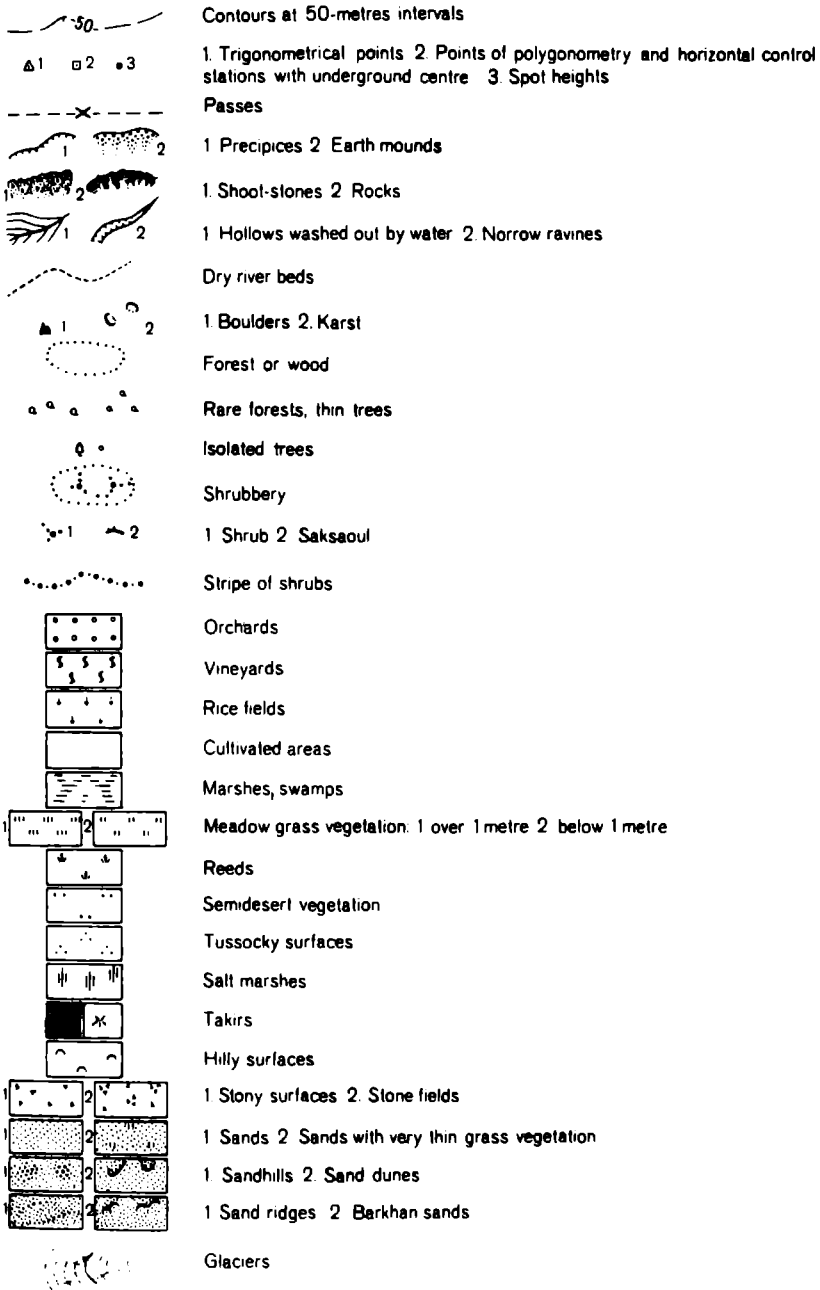 -50- Contours at 50-metres intervals
1 2 3 1. Trigonometrical points 2. Points of polygonometry and horizontal control
stations with underground centre 3. Spot heights
Passes
1 2 1 Precipices 2 Earth mounds
1 2 1. Shoot-stones 2 Rocks
1 2 1 Hollows washed out by water 2. Norrow ravines
Dry river beds
1 2 1. Boulders 2. Karst
Forest or wood
Rare forests, thin trees
Isolated trees
Shrubbery
1 2 1 Shrub 2 Saksaoul
Stripe of shrubs
Orchards
Vineyards
Rice fields
Cultivated areas
Marshes, swamps
1 2 Meadow grass vegetation: 1 over 1 metre 2 below 1 metre
Reeds
Semidesert vegetation
Tussocky surfaces
Salt marshes
Takirs
Hilly surfaces
1 2 1. Stony surfaces 2. Stone fields
1 2 1 Sands 2 Sands with very thin grass vegetation
1 2 1. Sandhills 2. Sand dunes
1 2 1 Sand ridges 2 Barkhan sands
Glaciers